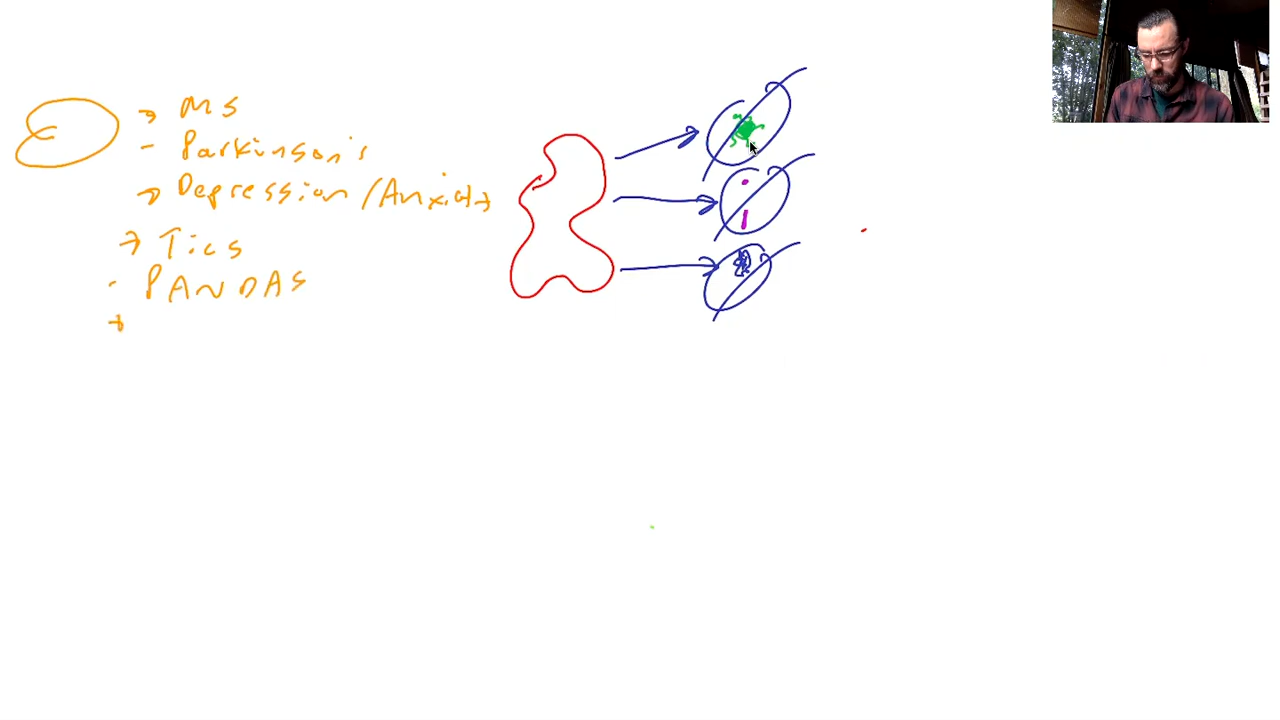 → MS
- Parkinson's
→ Depression/Anxiety
→ Tics
- PANDAS